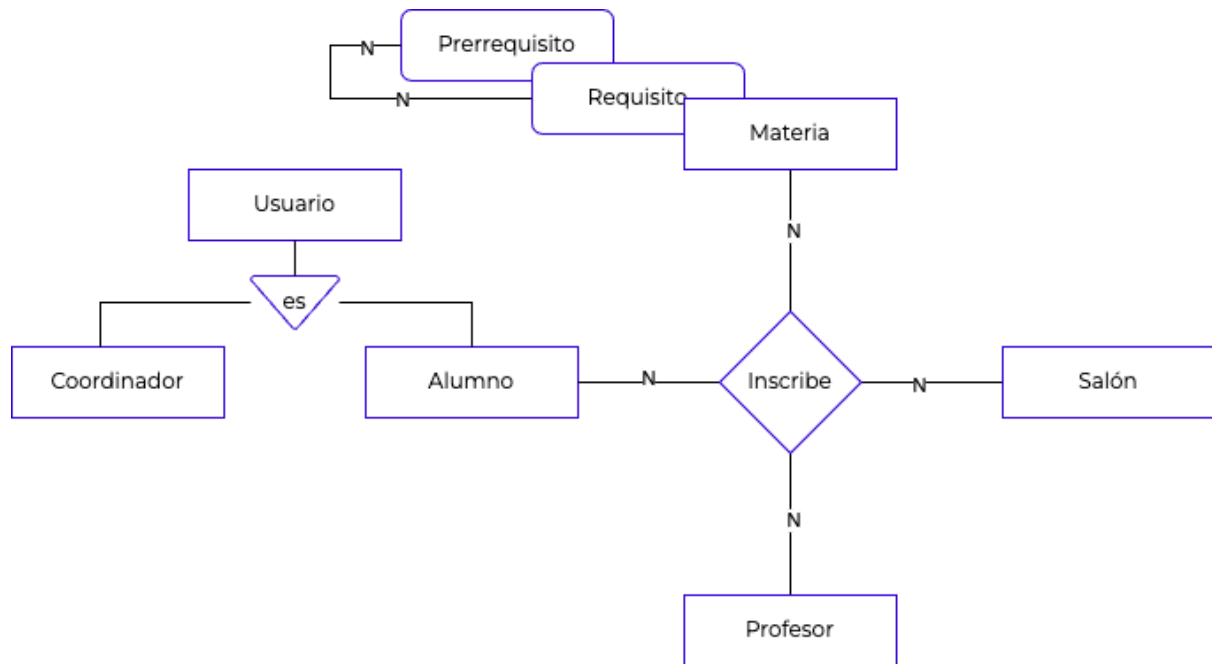 Prerrequisito
N
Requisito
N
Materia
Usuario
N
es
Coordinador
Alumno
N
Inscribe
N
Salón
N
Profesor